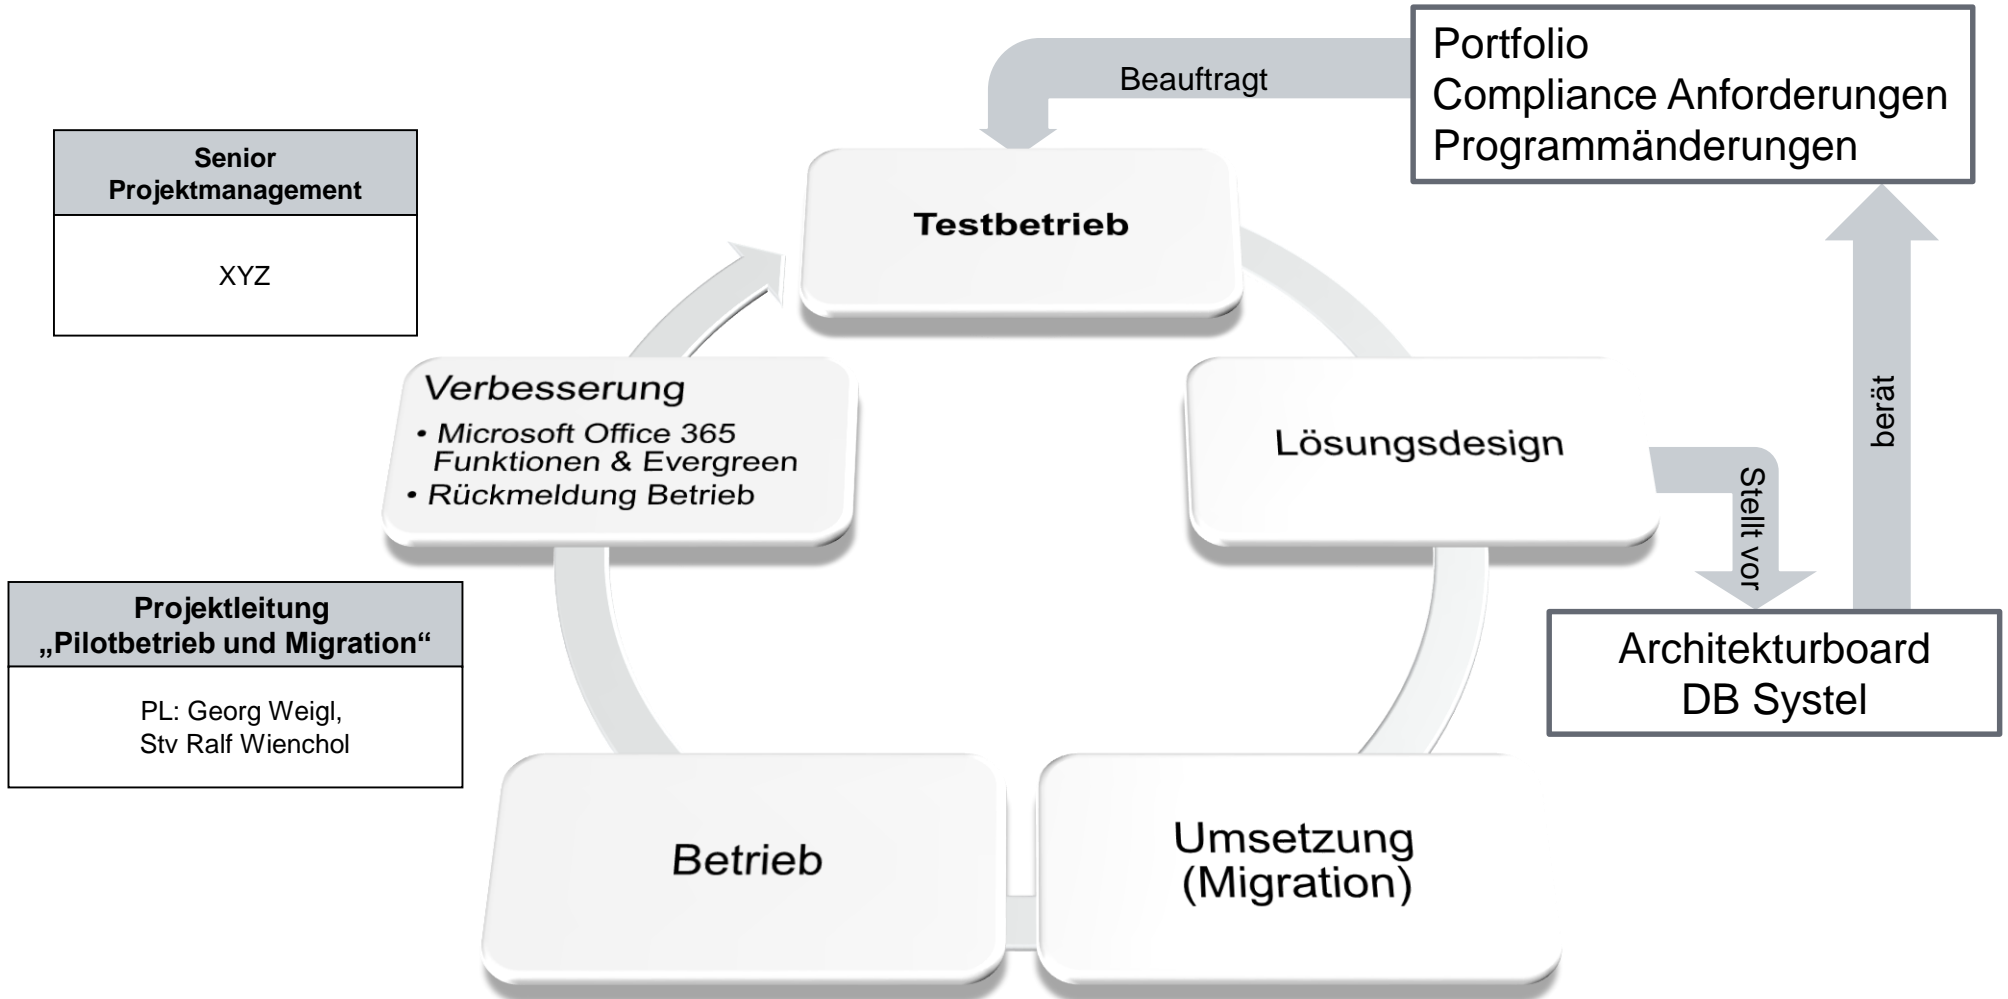 Portfolio
Compliance Anforderungen
Programmänderungen
Beauftragt
Senior
Projektmanagement
XYZ
Testbetrieb
Verbesserung
• Microsoft Office 365
Funktionen & Evergreen
• Rückmeldung Betrieb
Lösungsdesign
Stellt vor
berät
Projektleitung
„Pilotbetrieb und Migration“
PL: Georg Weigl,
Stv Ralf Wienchol
Architekturboard
DB Systel
Betrieb
Umsetzung
(Migration)